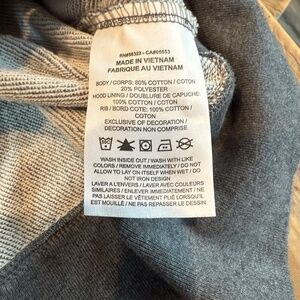 RN#56323 - CA#05553
MADE IN VIETNAM
FABRIQUE AU VIETNAM
BODY / CORPS: 80% COTTON / COTON
20% POLYESTER
HOOD LINING / DOUBLURE DE CAPUCHE:
100% COTTON / COTON
RIB / BORD COTE: 100% COTTON /
COTON
EXCLUSIVE OF DECORATION /
DECORATION NON COMPRISE
WASH INSIDE OUT / WASH WITH LIKE
COLORS / REMOVE IMMEDIATELY / DO NOT
ALLOW TO LAY ON ITSELF WHEN WET / DO
NOT IRON DESIGN
LAVER A L'ENVERS / LAVER AVEC COULEURS
SIMILAIRES / ENLEVER IMMEDIATEMENT / NE
PAS LAISSER LE VÊTEMENT PLIÉ LORSQU'IL
EST MOUILLÉ / NE PAS REPASSER LE DESSIN